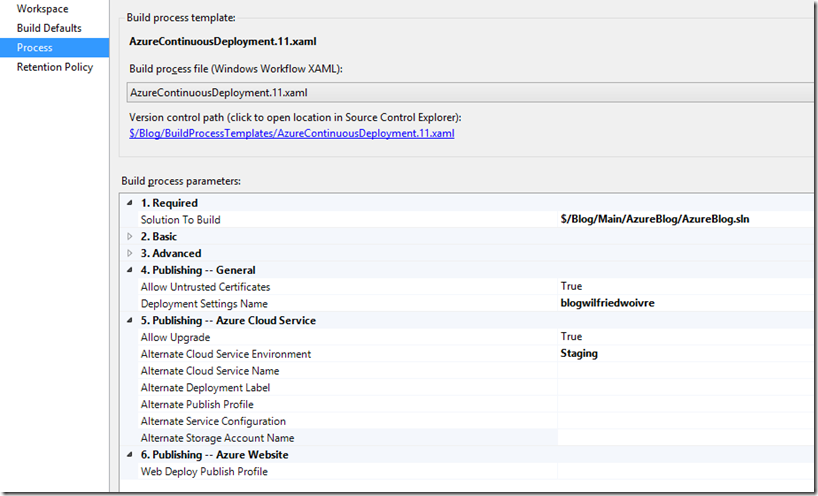 Workspace
Build Defaults
Process
Retention Policy
Build process template:
AzureContinuousDeployment.11.xaml
Build process file (Windows Workflow XAML):
AzureContinuousDeployment.11.xaml
Version control path (click to open location in Source Control Explorer):
$/Blog/BuildProcessTemplates/AzureContinuousDeployment.11.xaml
Build process parameters:
1. Required
Solution To Build $/Blog/Main/AzureBlog/AzureBlog.sln
2. Basic
3. Advanced
4. Publishing -- General
Allow Untrusted Certificates True
Deployment Settings Name blogwilfriedwoivre
5. Publishing -- Azure Cloud Service
Allow Upgrade True
Alternate Cloud Service Environment Staging
Alternate Cloud Service Name
Alternate Deployment Label
Alternate Publish Profile
Alternate Service Configuration
Alternate Storage Account Name
6. Publishing -- Azure Website
Web Deploy Publish Profile